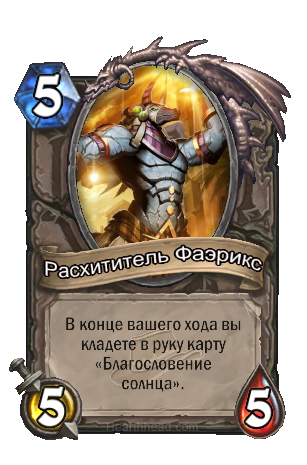 5
Расхититель Фаэрикс
В конце вашего хода вы
кладете в руку карту
«Благословение
солнца».
5
5